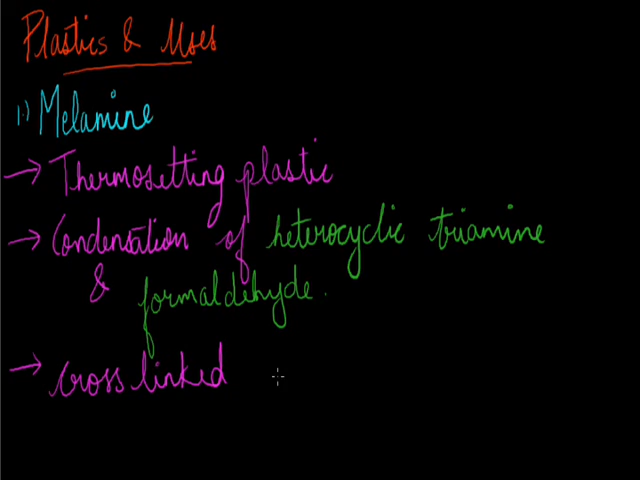 Plastics & Uses
1.) Melamine
→ Thermosetting plastic
→ Condensation of heterocyclic triamine
& formaldehyde.
→ Cross linked